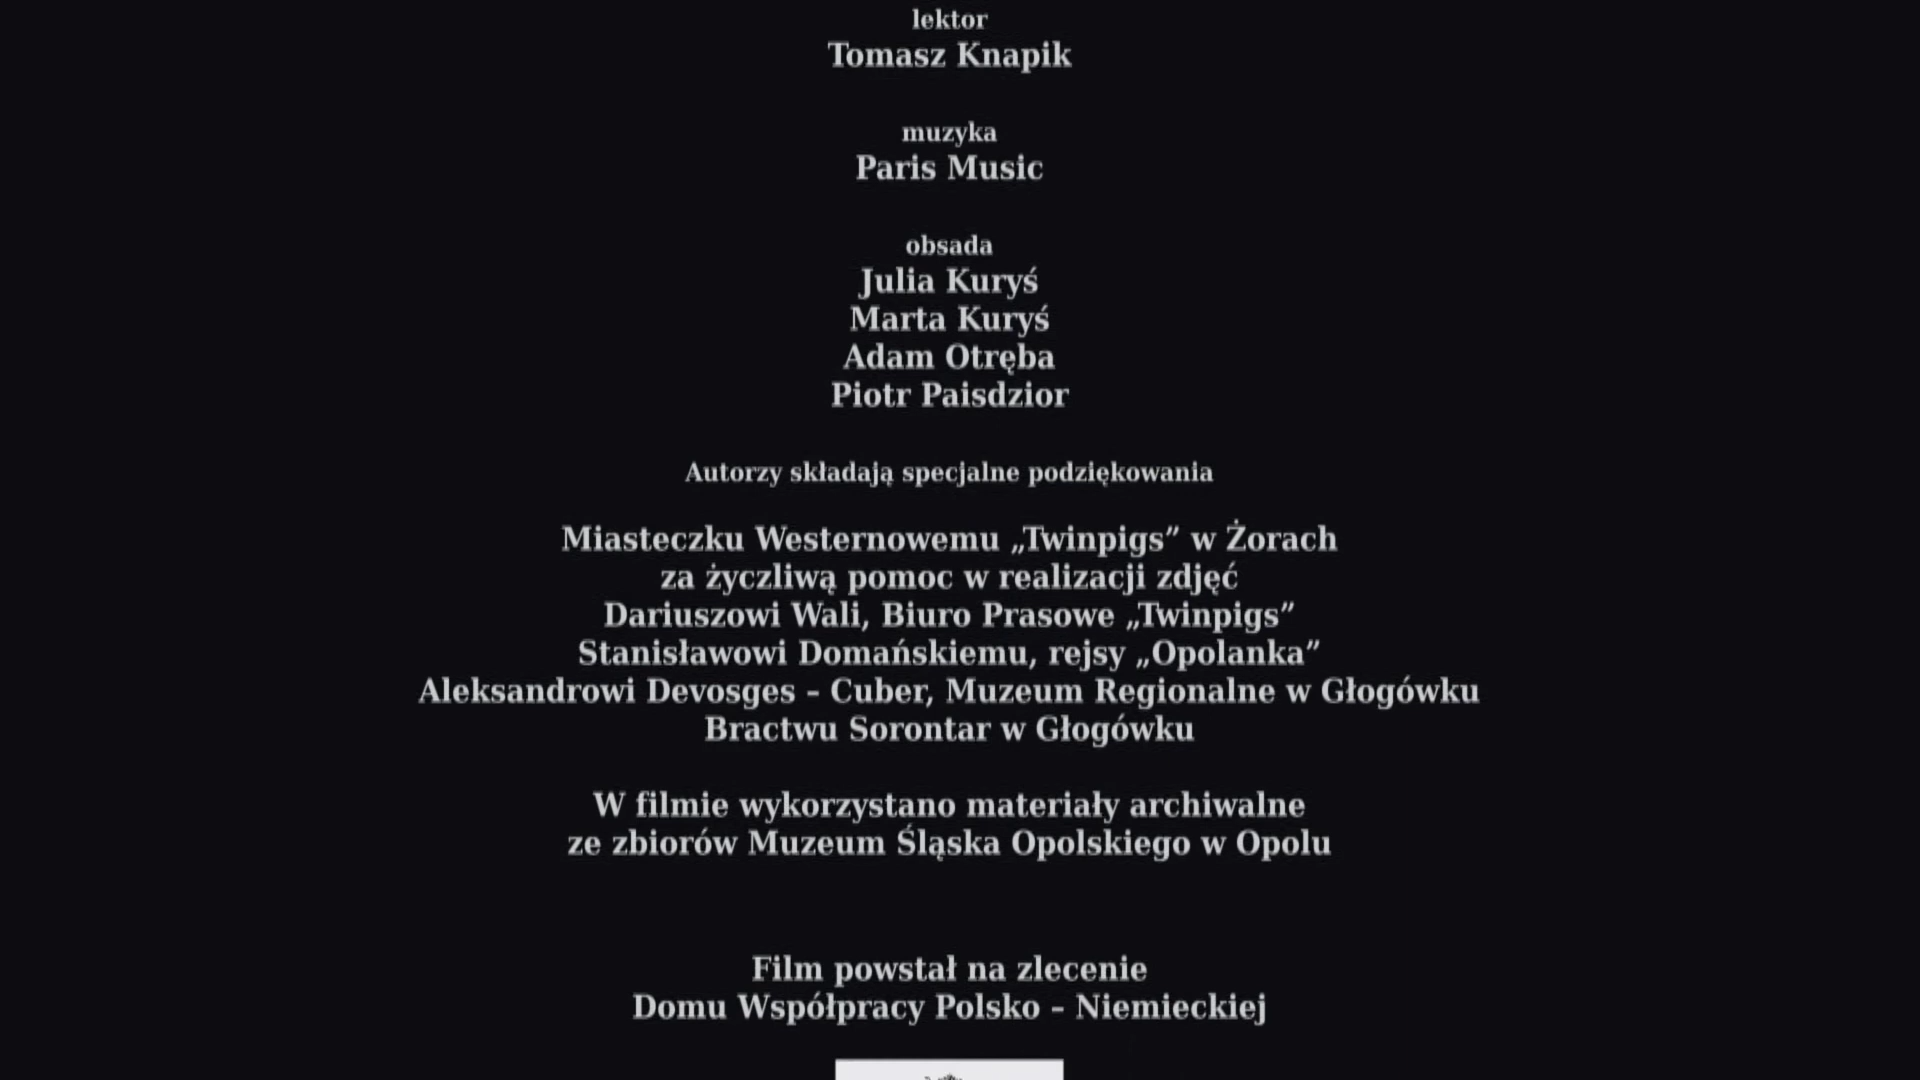 lektor
Tomasz Knapik
muzyka
Paris Music
obsada
Julia Kuryś
Marta Kuryś
Adam Otręba
Piotr Paisdzior
Autorzy składają specjalne podziękowania
Miasteczku Westernowemu „Twinpigs” w Żorach
za życzliwą pomoc w realizacji zdjęć
Dariuszowi Wali, Biuro Prasowe „Twinpigs”
Stanisławowi Domańskiemu, rejsy „Opolanka”
Aleksandrowi Devosges – Cuber, Muzeum Regionalne w Głogówku
Bractwu Sorontar w Głogówku
W filmie wykorzystano materiały archiwalne
ze zbiorów Muzeum Śląska Opolskiego w Opolu
Film powstał na zlecenie
Domu Współpracy Polsko – Niemieckiej